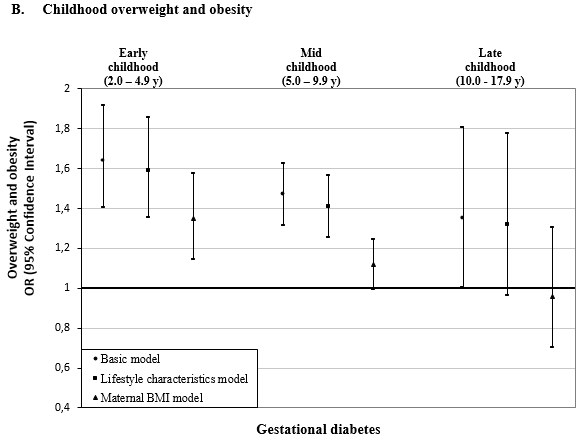 B. Childhood overweight and obesity
Early
childhood
(2.0 – 4.9 y)
Mid
childhood
(5.0 – 9.9 y)
Late
childhood
(10.0 - 17.9 y)
Overweight and obesity
OR (95% Confidence Interval)
2
1,8
1,6
1,4
1,2
1
0,8
0,6
0,4
Basic model
Lifestyle characteristics model
Maternal BMI model
Gestational diabetes